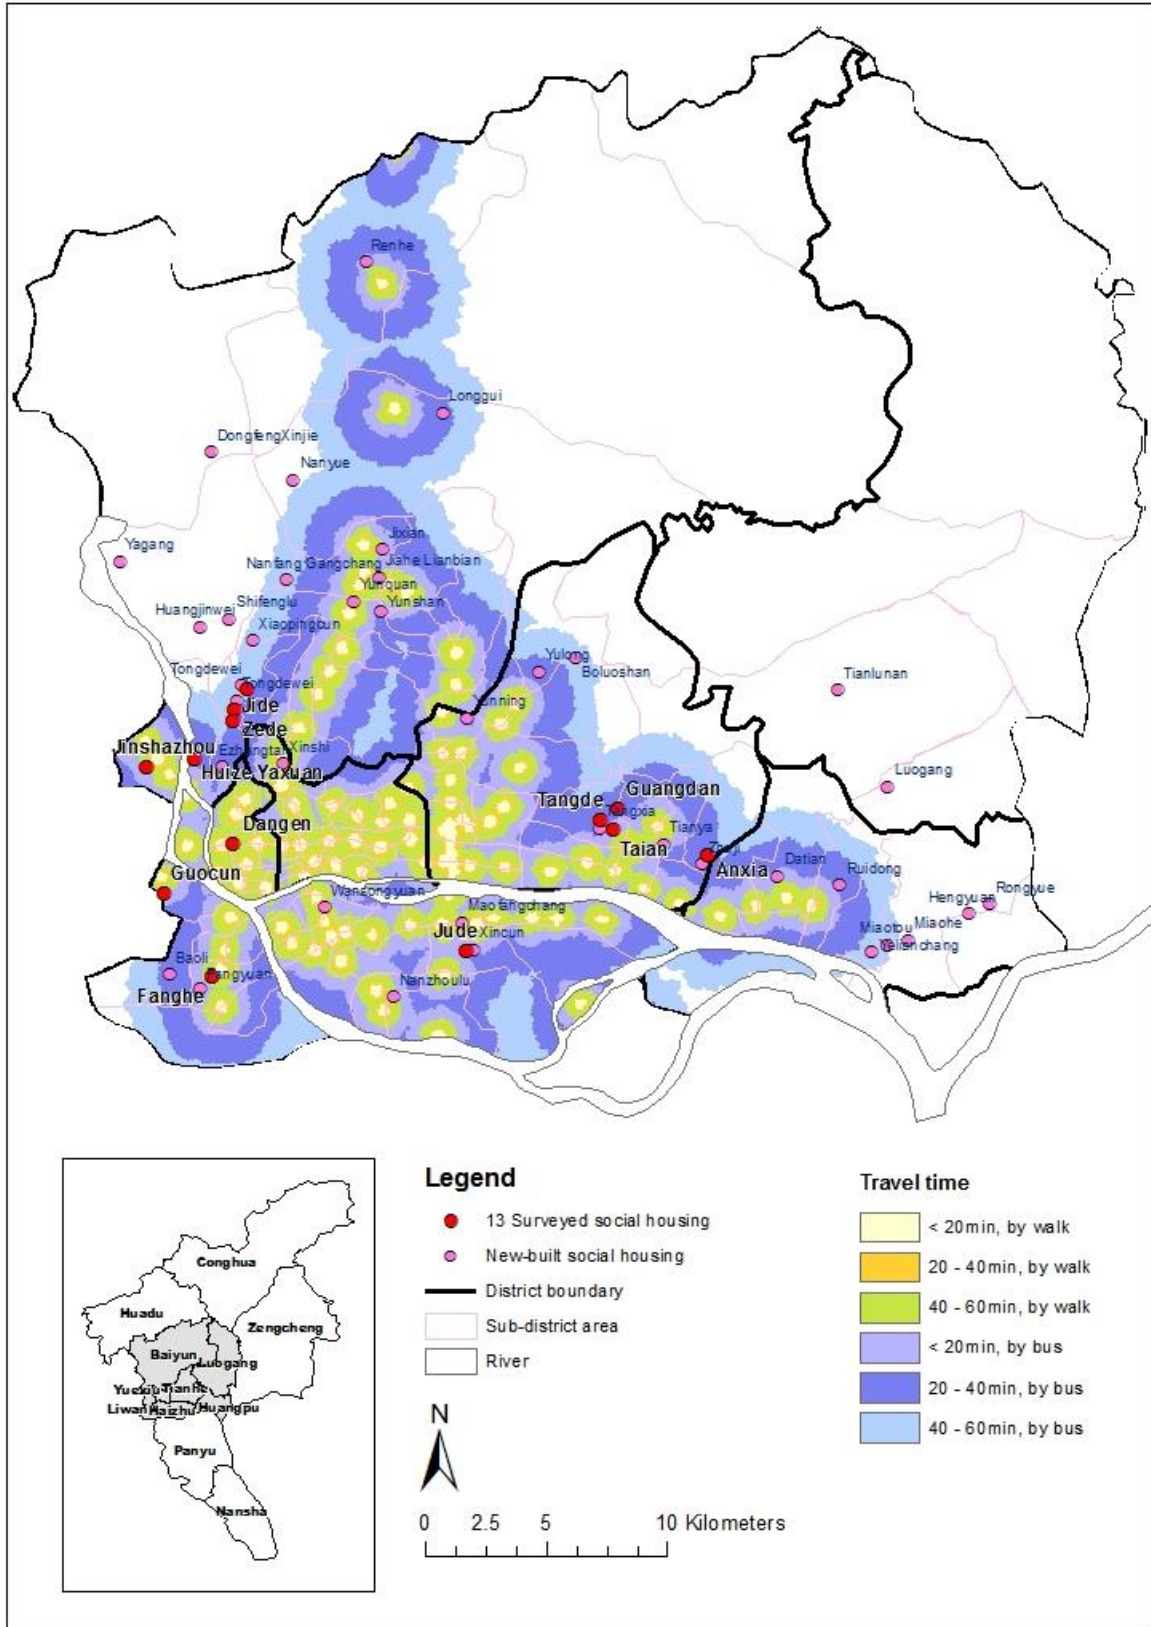 Renhe
Longgui
DongfengXinjie
Nanyue
Jixian
Yagang
Nanfang Gangchang
Jiahe Lianbian
Yunquan
Shifenglu
Yunshan
Huangjinwei
Xiaopingcun
Tongdewei
Yulong
Boluoshan
Tongdewei
Tianlunan
Jide
Yunning
Zede
Jinshazhou
Ezhangtan
Xinshi
Huize Yaxuan
Luogang
Guangdan
Tangde
Dangen
Tianya
Taian
Anxia
Datian
Guocun
Ruidong
Wansongyuan
Hengyuan
Rongyue
Maofangchang
Miaotou
Miaohe
Jude
Xincun
Yelianchang
Baoli
Fangyuan
Nanzhoulu
Fanghe
Legend
13 Surveyed social housing
New-built social housing
District boundary
Sub-district area
River
N
0 2.5 5 10 Kilometers
Travel time
< 20min, by walk
20 - 40min, by walk
40 - 60min, by walk
< 20min, by bus
20 - 40min, by bus
40 - 60min, by bus
Conghua
Huadu
Zengcheng
Baiyun
Luogang
Yuexiu
Tianhe
Liwan
Haizhu
Huangpu
Panyu
Nansha